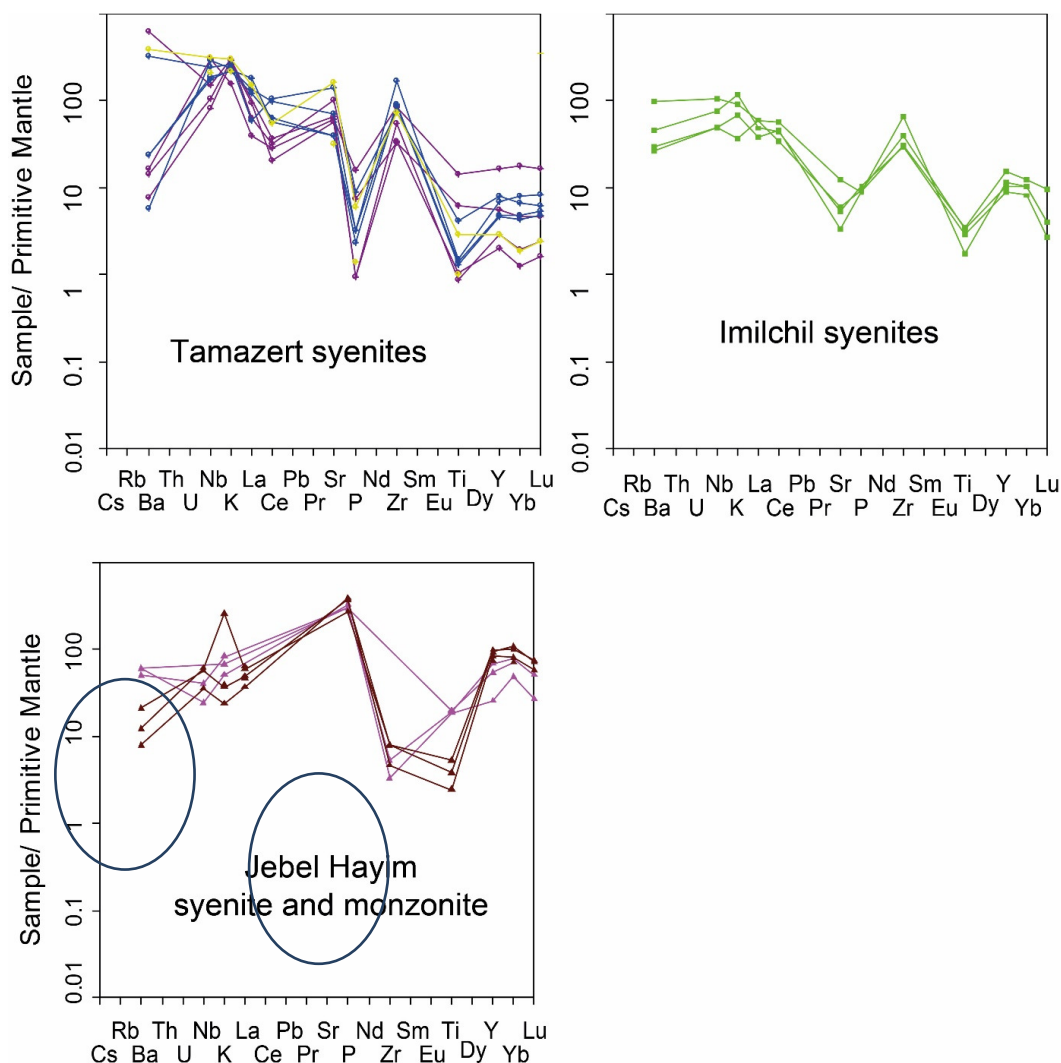 Sample/ Primitive Mantle
100
10
1
0.1
0.01
Tamazert syenites
Rb Th Nb La Pb Sr Nd Sm Ti Y Lu
Cs Ba U K Ce Pr P Zr Eu Dy Yb
100
10
1
0.1
0.01
Imilchil syenites
Rb Th Nb La Pb Sr Nd Sm Ti Y Lu
Cs Ba U K Ce Pr P Zr Eu Dy Yb
Sample/ Primitive Mantle
100
10
1
0.1
0.01
Jebel Hayim
syenite and monzonite
Rb Th Nb La Pb Sr Nd Sm Ti Y Lu
Cs Ba U K Ce Pr P Zr Eu Dy Yb